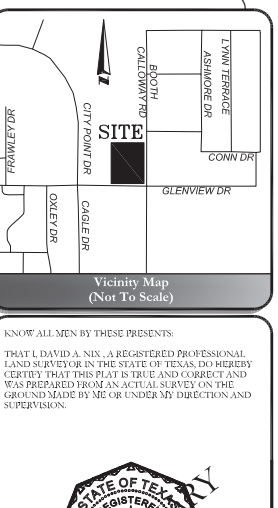 BOOTH
CALLOWAY RD
ASHMORE DR
LYNN TERRACE
FRAWLEY DR
CITY POINT DR
SITE
CONN DR
GLENVIEW DR
OXLEY DR
CAGLE DR
Vicinity Map
(Not To Scale)
KNOW ALL MEN BY THESE PRESENTS:
THAT I, DAVID A. NIX , A REGISTERED PROFESSIONAL
LAND SURVEYOR IN THE STATE OF TEXAS, DO HEREBY
CERTIFY THAT THIS PLAT IS TRUE AND CORRECT AND
WAS PREPARED FROM AN ACTUAL SURVEY ON THE
GROUND MADE BY ME OR UNDER MY DIRECTION AND
SUPERVISION.
STATE OF TEXAS
REGISTERED